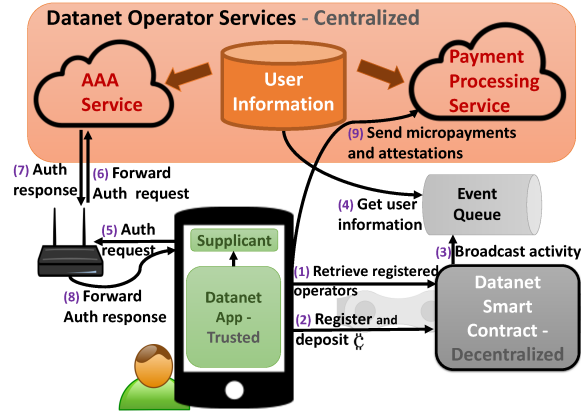 Datanet Operator Services - Centralized
AAA
Service
User
Information
Payment
Processing
Service
(9) Send micropayments
and attestations
(7) Auth
response
(6) Forward
Auth request
(4) Get user
information
Event
Queue
(5) Auth
request
Supplicant
(3) Broadcast activity
(8) Forward
Auth response
Datanet
App -
Trusted
(1) Retrieve registered
operators
(2) Register and
deposit
Datanet
Smart
Contract -
Decentralized